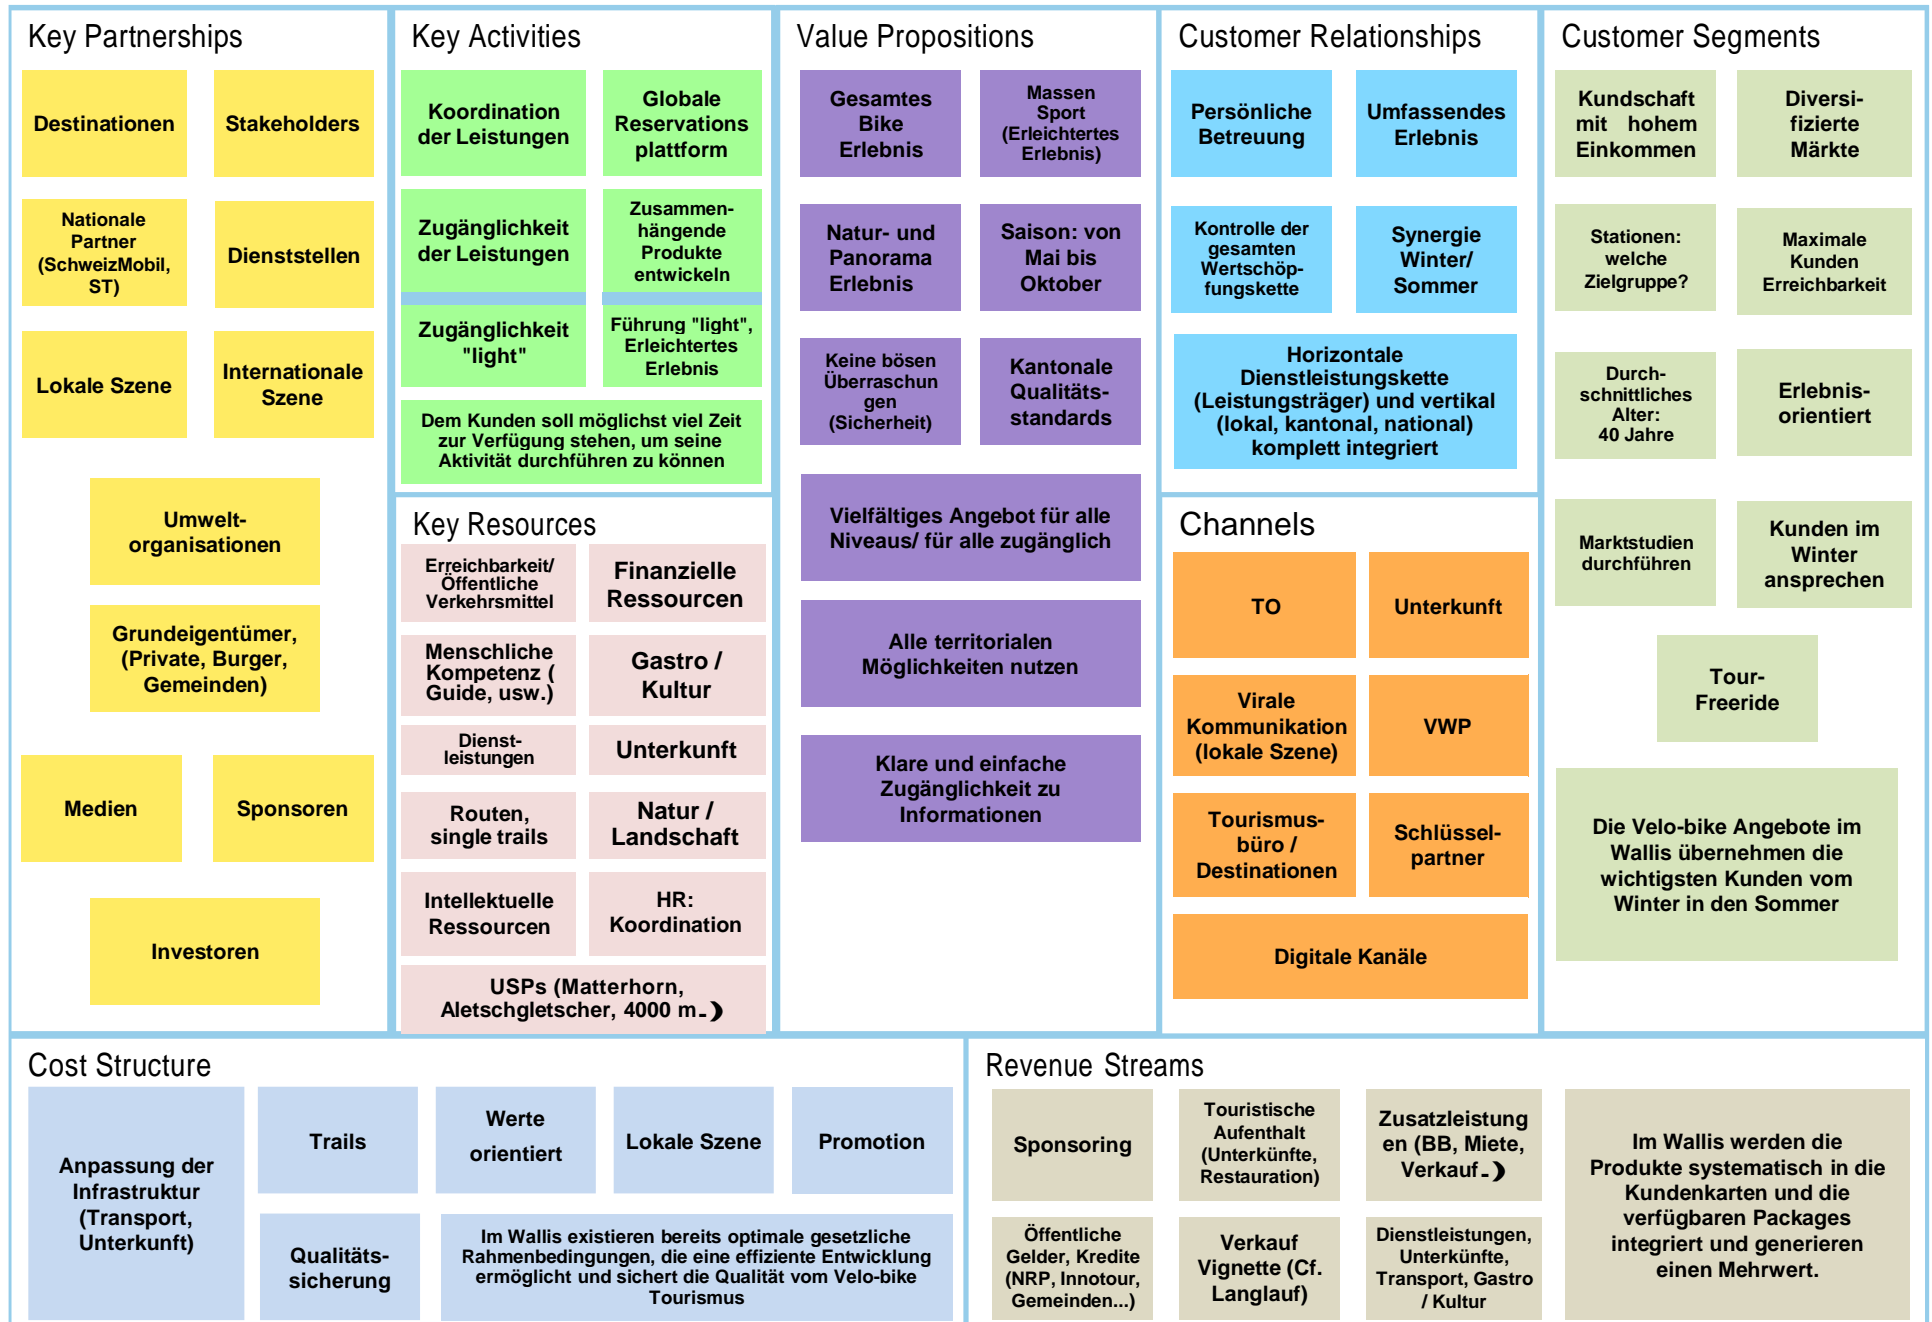 Key Partnerships
Destinationen
Stakeholders
Nationale
Partner
(SchweizMobil,
ST)
Dienststellen
Lokale Szene
Internationale
Szene
Umwelt-
organisationen
Grundeigentümer,
(Private, Burger,
Gemeinden)
Medien
Sponsoren
Investoren
Key Activities
Koordination
der Leistungen
Globale
Reservations
plattform
Zugänglichkeit
der Leistungen
Zusammen-
hängende
Produkte
entwickeln
Zugänglichkeit
"light"
Führung "light",
Erleichtertes
Erlebnis
Dem Kunden soll möglichst viel Zeit
zur Verfügung stehen, um seine
Aktivität durchführen zu können
Key Resources
Erreichbarkeit/
Öffentliche
Verkehrsmittel
Finanzielle
Ressourcen
Menschliche
Kompetenz (
Guide, usw.)
Gastro /
Kultur
Dienst-
leistungen
Unterkunft
Routen,
single trails
Natur /
Landschaft
Intellektuelle
Ressourcen
HR:
Koordination
USPs (Matterhorn,
Aletschgletscher, 4000 m-)
Value Propositions
Gesamtes
Bike
Erlebnis
Massen
Sport
(Erleichtertes
Erlebnis)
Natur- und
Panorama
Erlebnis
Saison: von
Mai bis
Oktober
Keine bösen
Überraschun
gen
(Sicherheit)
Kantonale
Qualitäts-
standards
Vielfältiges Angebot für alle
Niveaus/ für alle zugänglich
Alle territorialen
Möglichkeiten nutzen
Klare und einfache
Zugänglichkeit zu
Informationen
Customer Relationships
Persönliche
Betreuung
Umfassendes
Erlebnis
Kontrolle der
gesamten
Wertschöp-
fungskette
Synergie
Winter/
Sommer
Horizontale
Dienstleistungskette
(Leistungsträger) und vertikal
(lokal, kantonal, national)
komplett integriert
Channels
TO
Unterkunft
Virale
Kommunikation
(lokale Szene)
VWP
Tourismus-
büro /
Destinationen
Schlüssel-
partner
Digitale Kanäle
Customer Segments
Kundschaft
mit hohem
Einkommen
Diversi-
fizierte
Märkte
Stationen:
welche
Zielgruppe?
Maximale
Kunden
Erreichbarkeit
Durch-
schnittliches
Alter:
40 Jahre
Erlebnis-
orientiert
Marktstudien
durchführen
Kunden im
Winter
ansprechen
Tour-
Freeride
Die Velo-bike Angebote im
Wallis übernehmen die
wichtigsten Kunden vom
Winter in den Sommer
Cost Structure
Anpassung der
Infrastruktur
(Transport,
Unterkunft)
Trails
Werte
orientiert
Lokale Szene
Promotion
Qualitäts-
sicherung
Im Wallis existieren bereits optimale gesetzliche
Rahmenbedingungen, die eine effiziente Entwicklung
ermöglicht und sichert die Qualität vom Velo-bike
Tourismus
Revenue Streams
Sponsoring
Touristische
Aufenthalt
(Unterkünfte,
Restauration)
Zusatzleistung
en (BB, Miete,
Verkauf-)
Öffentliche
Gelder, Kredite
(NRP, Innotour,
Gemeinden...)
Verkauf
Vignette (Cf.
Langlauf)
Dienstleistungen,
Unterkünfte,
Transport, Gastro
/ Kultur
Im Wallis werden die
Produkte systematisch in die
Kundenkarten und die
verfügbaren Packages
integriert und generieren
einen Mehrwert.